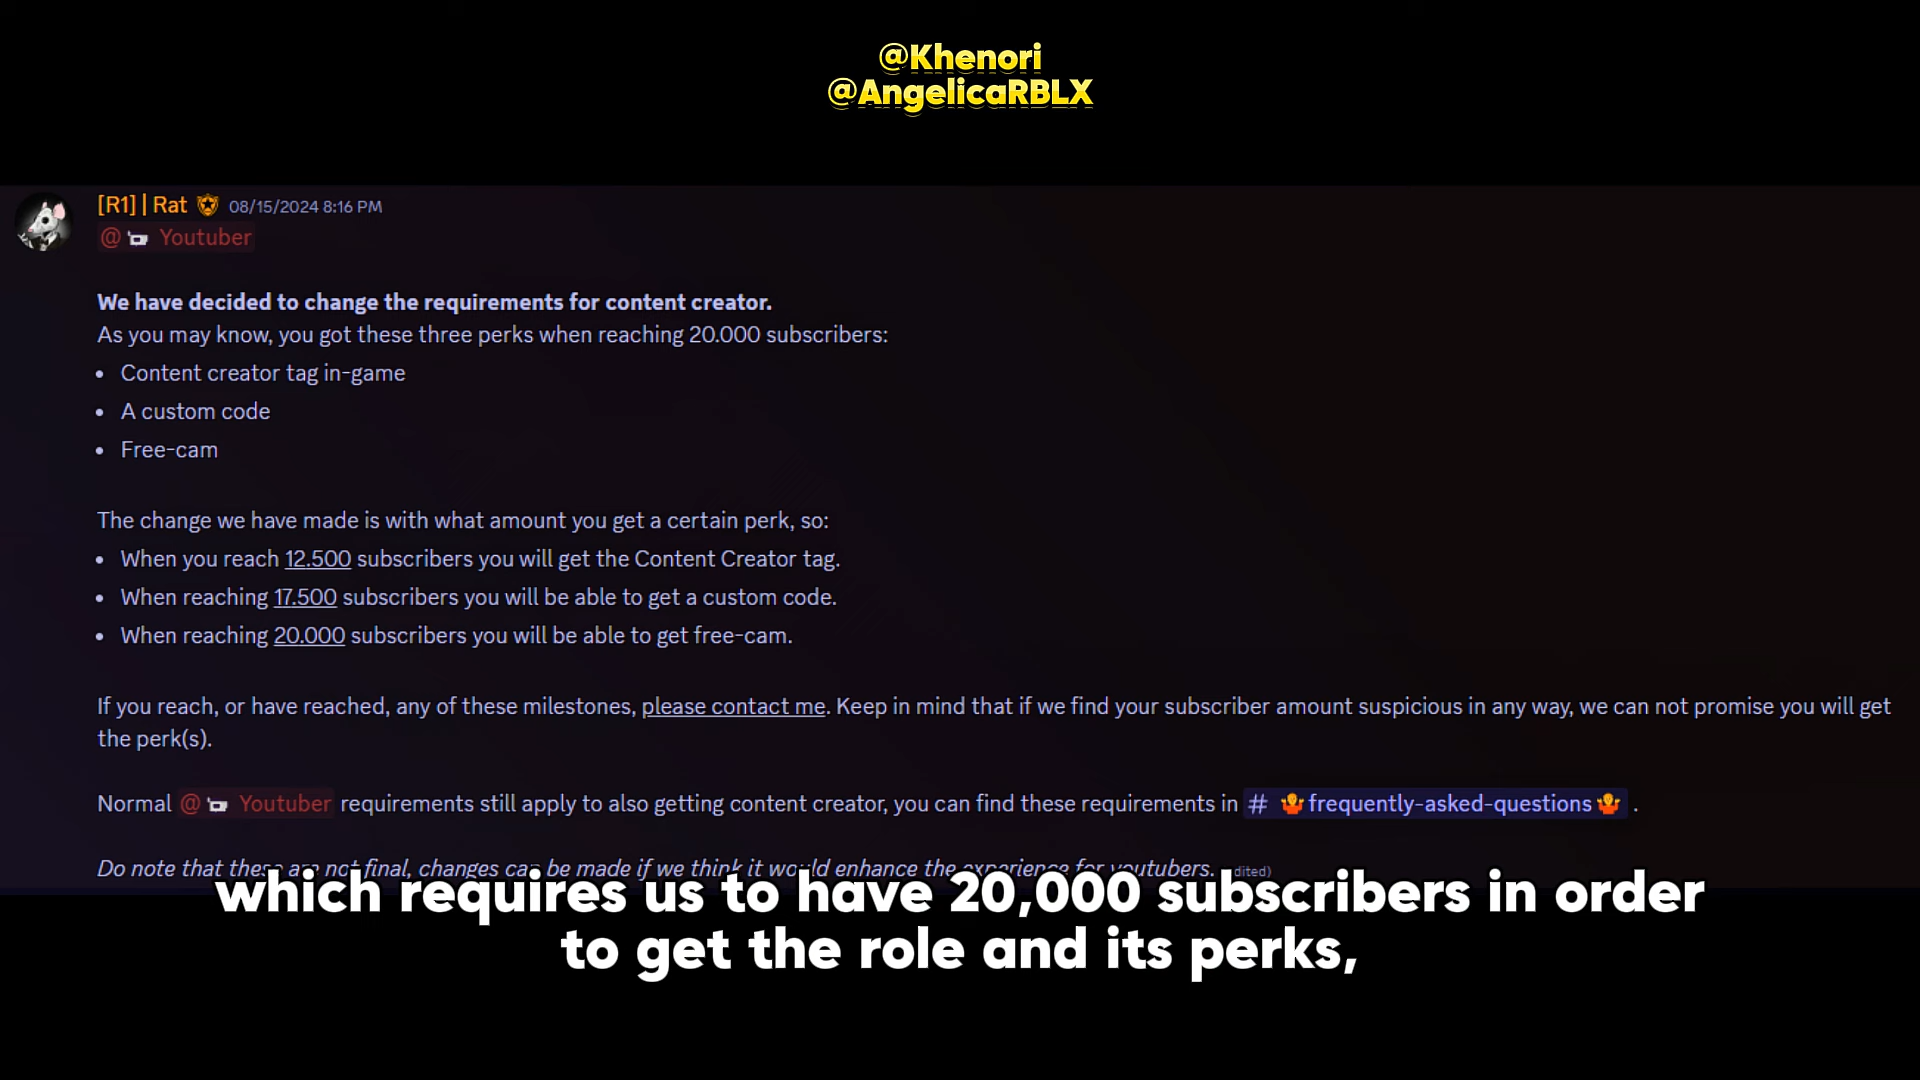 @Khenori
@AngelicaRBLX
[R1] | Rat 08/15/2024 8:16 PM
@ Youtuber
We have decided to change the requirements for content creator.
As you may know, you got these three perks when reaching 20.000 subscribers:
• Content creator tag in-game
• A custom code
• Free-cam
The change we have made is with what amount you get a certain perk, so:
• When you reach 12.500 subscribers you will get the Content Creator tag.
• When reaching 17.500 subscribers you will be able to get a custom code.
• When reaching 20.000 subscribers you will be able to get free-cam.
If you reach, or have reached, any of these milestones, please contact me. Keep in mind that if we find your subscriber amount suspicious in any way, we can not promise you will get
the perk(s).
Normal @ Youtuber requirements still apply to also getting content creator, you can find these requirements in # 🤷frequently-asked-questions🤷 .
Do note that these are not final, changes can be made if we think it would enhance the experience for youtubers. (edited)
which requires us to have 20,000 subscribers in order
to get the role and its perks,